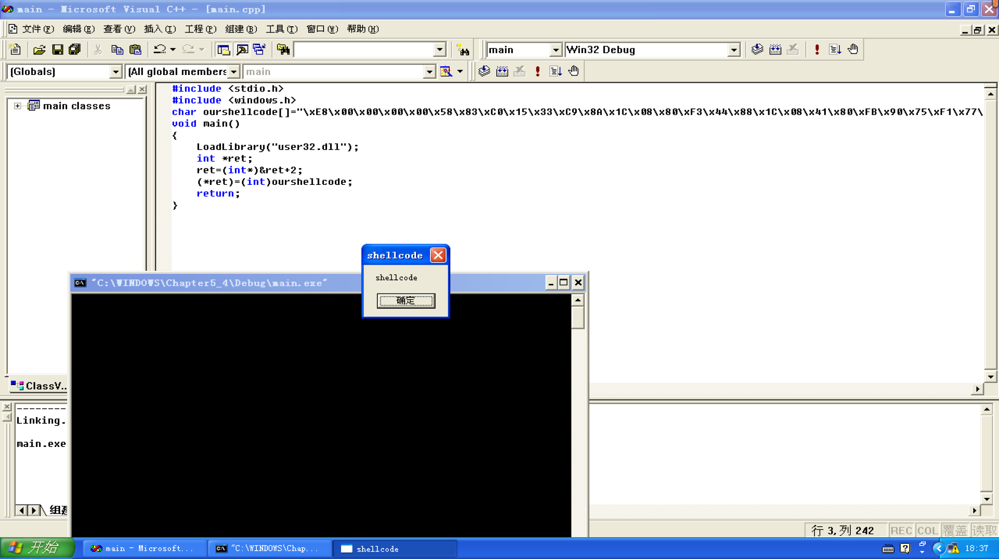 main - Microsoft Visual C++ - [main.cpp]
文件(F) 编辑(E) 查看(V) 插入(I) 工程(P) 组建(B) 工具(T) 窗口(W) 帮助(H)
main Win32 Debug
(Globals) (All global members main
main classes
#include <stdio.h>
#include <windows.h>
char ourshellcode[]="\xE8\x00\x00\x00\x00\x58\x83\xC0\x15\x33\xC9\x8A\x1C\x08\x80\xF3\x44\x88\x1C\x08\x41\x80\xFB\x90\x75\xF1\x77\
void main()
{
LoadLibrary("user32.dll");
int *ret;
ret=(int*)&ret+2;
(*ret)=(int)ourshellcode;
return;
}
shellcode
shellcode
确定
"C:\WINDOWS\Chapter5_4\Debug\main.exe"
ClassV...
--------
Linking.
main.exe
组建
行 3, 列 242 REC COL 覆盖 读取
开始 main - Microsoft... "C:\WINDOWS\Chap... shellcode 18:37